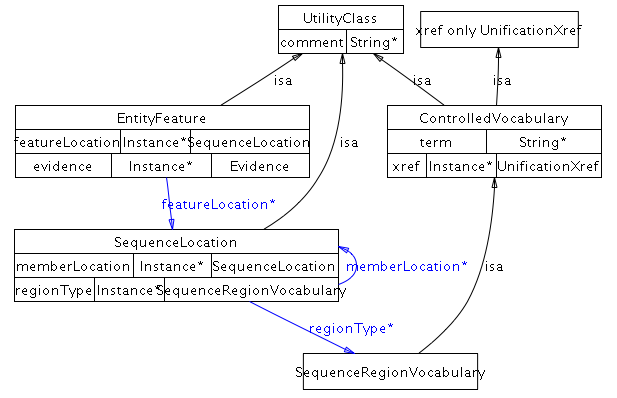 UtilityClass
comment String*
xref only UnificationXref
isa
isa
isa
EntityFeature
featureLocation Instance* SequenceLocation
evidence Instance* Evidence
ControlledVocabulary
term String*
xref Instance* UnificationXref
isa
featureLocation*
SequenceLocation
memberLocation Instance* SequenceLocation
regionType Instance* SequenceRegionVocabulary
memberLocation*
isa
regionType*
SequenceRegionVocabulary